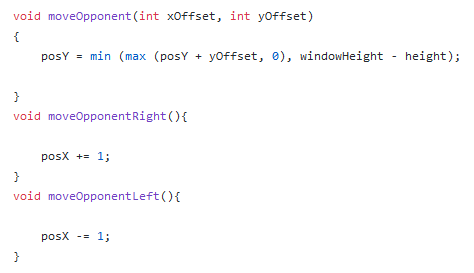 void moveOpponent(int xOffset, int yOffset)
{
    posY = min (max (posY + yOffset, 0), windowHeight - height);
}
void moveOpponentRight(){
    posX += 1;
}
void moveOpponentLeft(){
    posX -= 1;
}